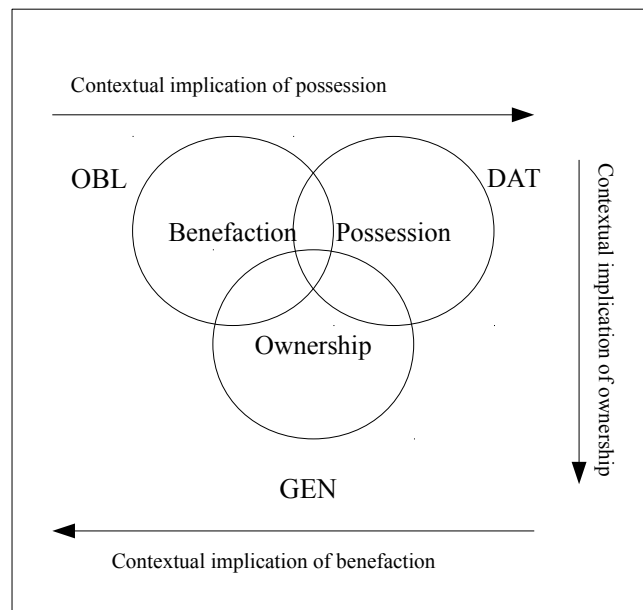 Contextual implication of possession
OBL
DAT
Benefaction
Possession
Ownership
Contextual implication of ownership
GEN
Contextual implication of benefaction